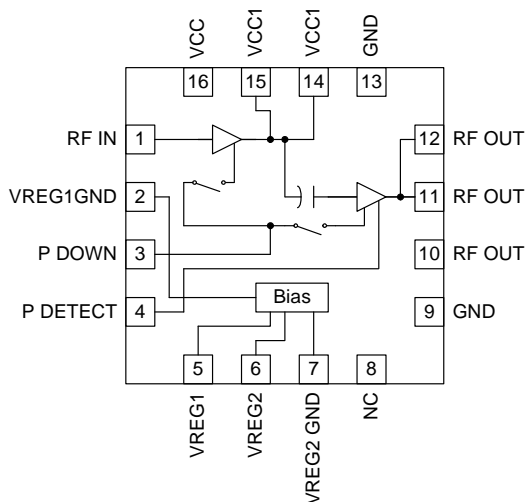 VCC
VCC1
VCC1
GND
16
15
14
13
RF IN 1
12 RF OUT
VREG1GND 2
11 RF OUT
P DOWN 3
10 RF OUT
P DETECT 4
Bias
9 GND
5
6
7
8
VREG1
VREG2
VREG2 GND
NC